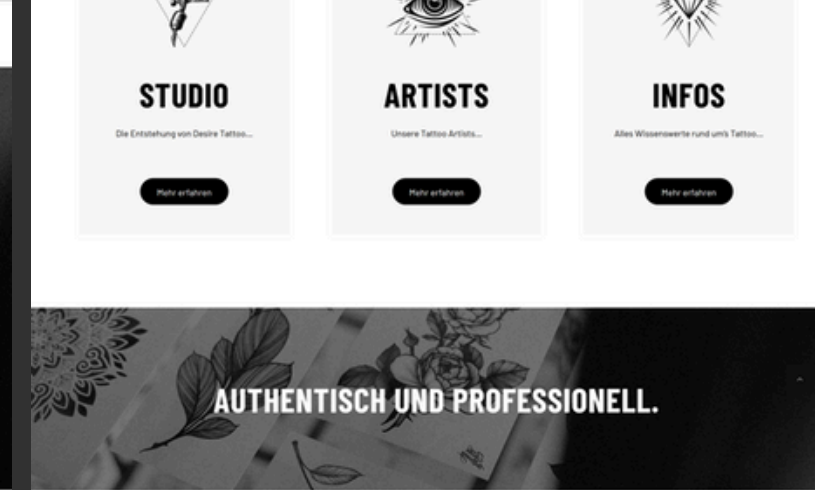 STUDIO
Die Entstehung von Desire Tattoo...
Mehr erfahren
ARTISTS
Unsere Tattoo Artists...
Mehr erfahren
INFOS
Alles Wissenswerte rund um's Tattoo...
Mehr erfahren
AUTHENTISCH UND PROFESSIONELL.